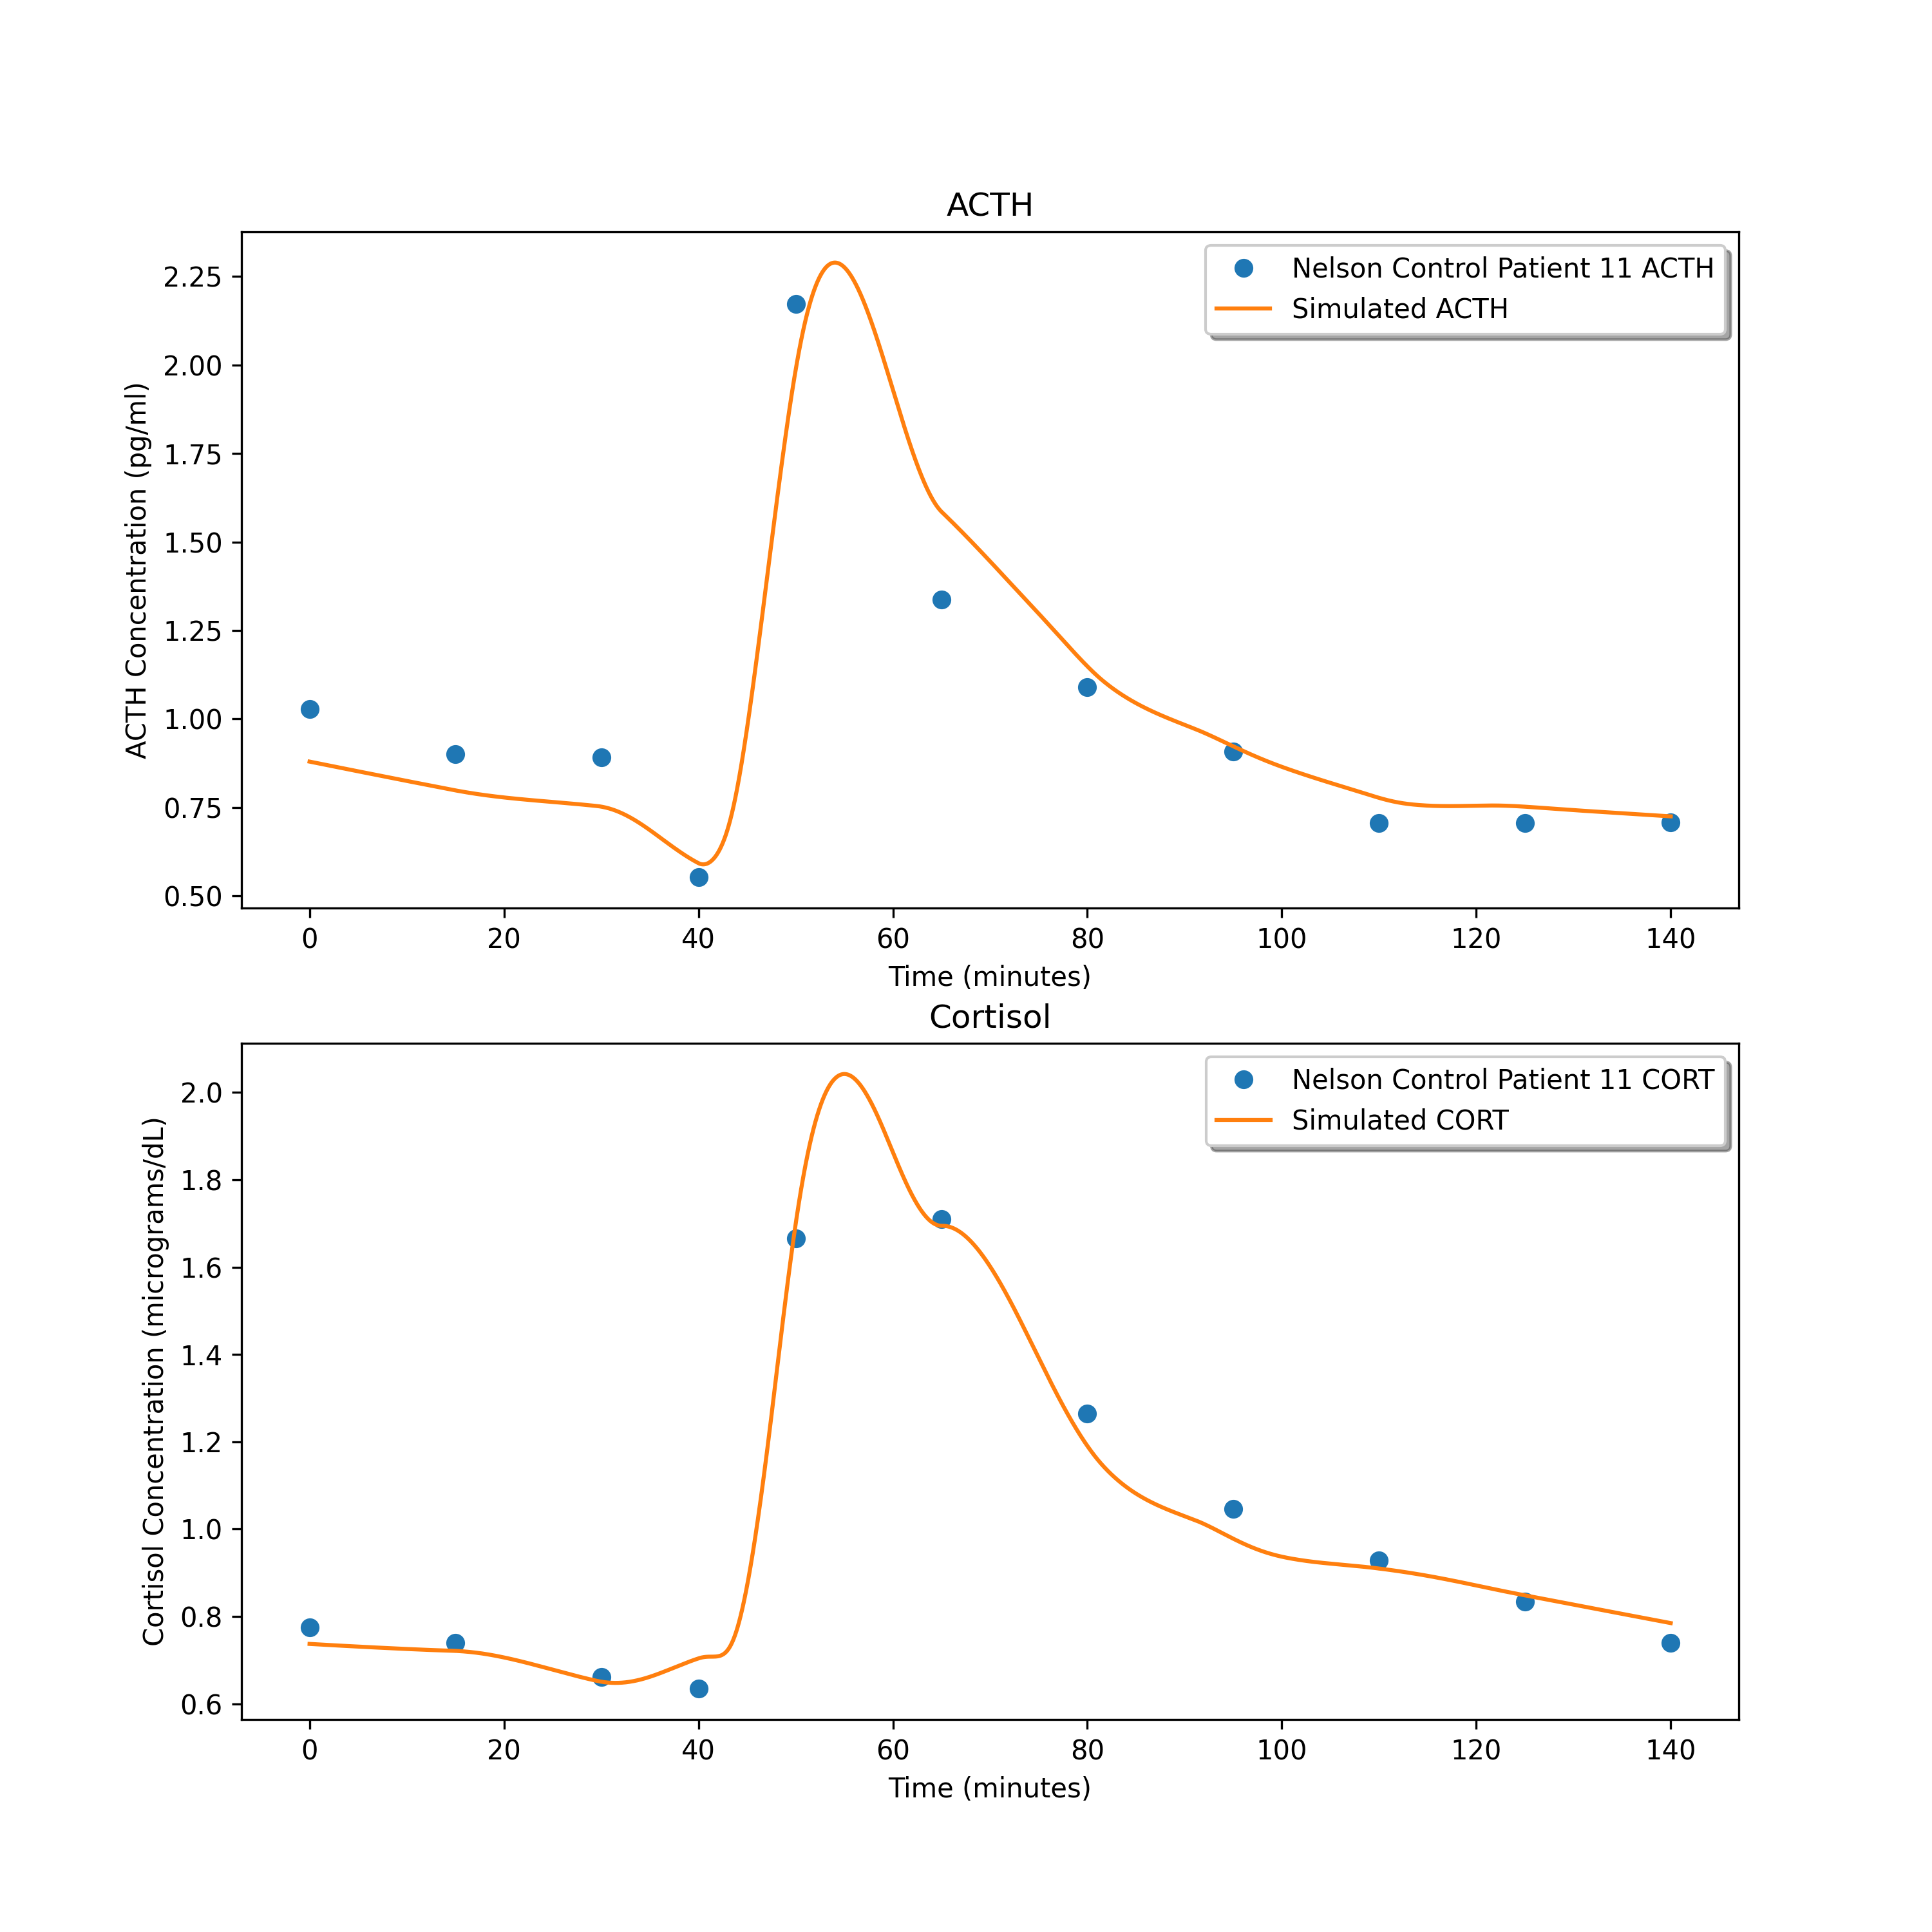 ACTH
2.25
2.00
1.75
1.50
1.25
1.00
0.75
0.50
ACTH Concentration (pg/ml)
Nelson Control Patient 11 ACTH
Simulated ACTH
0 20 40 60 80 100 120 140
Time (minutes)
Cortisol
2.0
1.8
1.6
1.4
1.2
1.0
0.8
0.6
Cortisol Concentration (micrograms/dL)
Nelson Control Patient 11 CORT
Simulated CORT
0 20 40 60 80 100 120 140
Time (minutes)